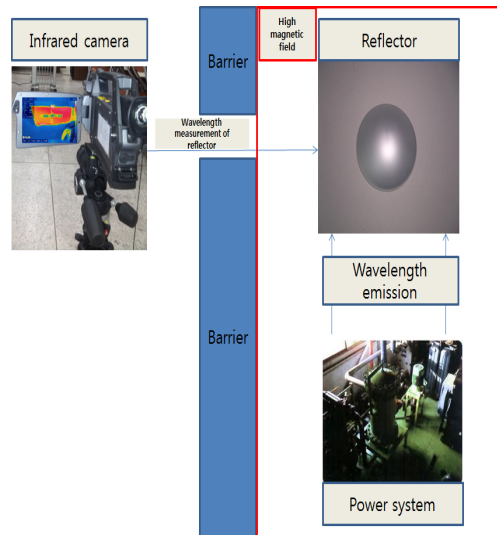 Infrared camera
Barrier
High
magnetic
field
Reflector
Wavelength
measurement of
reflector
Wavelength
emission
Barrier
Power system